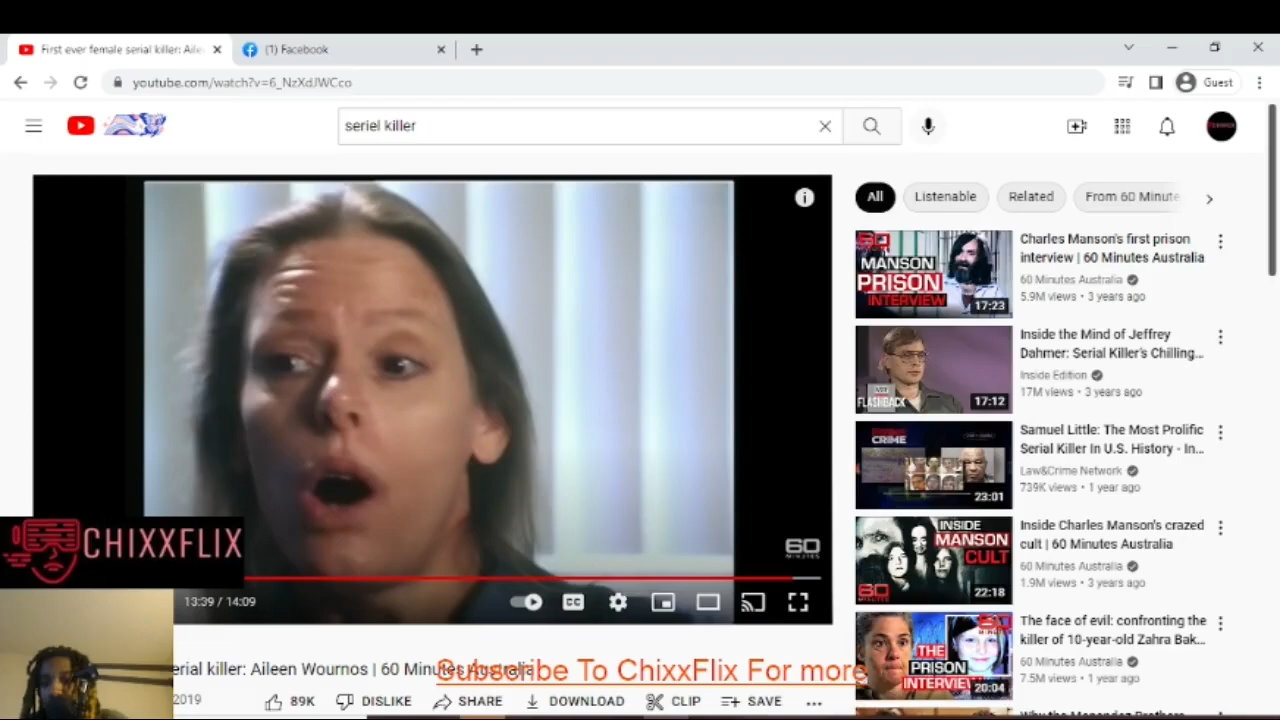 First ever female serial killer: Aile
(1) Facebook
youtube.com/watch?v=6_NzXdJWCco
Guest
seriel killer
All
Listenable
Related
From 60 Minute
MANSON
PRISON
INTERVIEW
17:23
Charles Manson's first prison
interview | 60 Minutes Australia
60 Minutes Australia
5.9M views • 3 years ago
FLASHBACK
17:12
Inside the Mind of Jeffrey
Dahmer: Serial Killer's Chilling...
Inside Edition
17M views • 3 years ago
CRIME
23:01
Samuel Little: The Most Prolific
Serial Killer In U.S. History - In...
Law&Crime Network
739K views • 1 year ago
INSIDE
MANSON
CULT
60
22:18
Inside Charles Manson's crazed
cult | 60 Minutes Australia
60 Minutes Australia
1.9M views • 3 years ago
THE
PRISON
INTERVIEW
20:04
The face of evil: confronting the
killer of 10-year-old Zahra Bak...
60 Minutes Australia
7.5M views • 1 year ago
60
MINUTES
CHIXXFLIX
13:39 / 14:09
CC
erial killer: Aileen Wournos | 60 Minutes Australia
Subscribe To ChixxFlix For more
2019
89K
DISLIKE
SHARE
DOWNLOAD
CLIP
SAVE